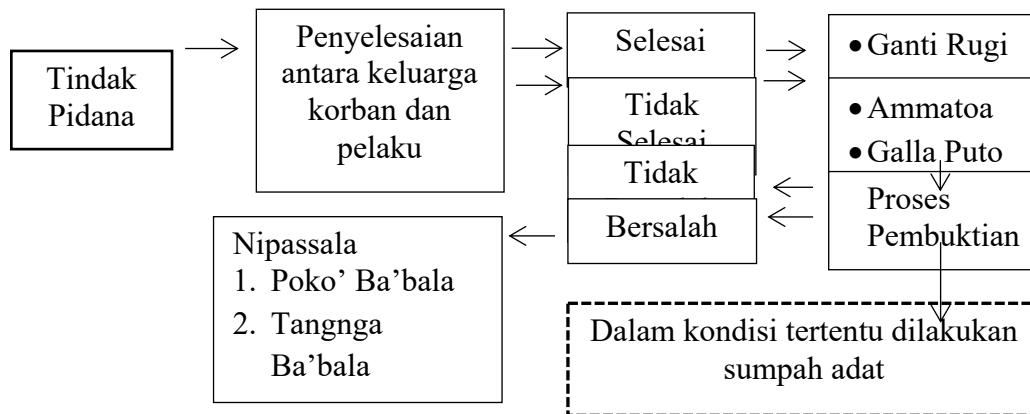 Tindak
Pidana
Penyelesaian
antara keluarga
korban dan
pelaku
Selesai
Tidak
Selesai
Tidak
Bersalah
• Ganti Rugi
• Ammatoa
• Galla Puto
Proses
Pembuktian
Nipassala
1. Poko’ Ba’bala
2. Tangnga
Ba’bala
Dalam kondisi tertentu dilakukan
sumpah adat